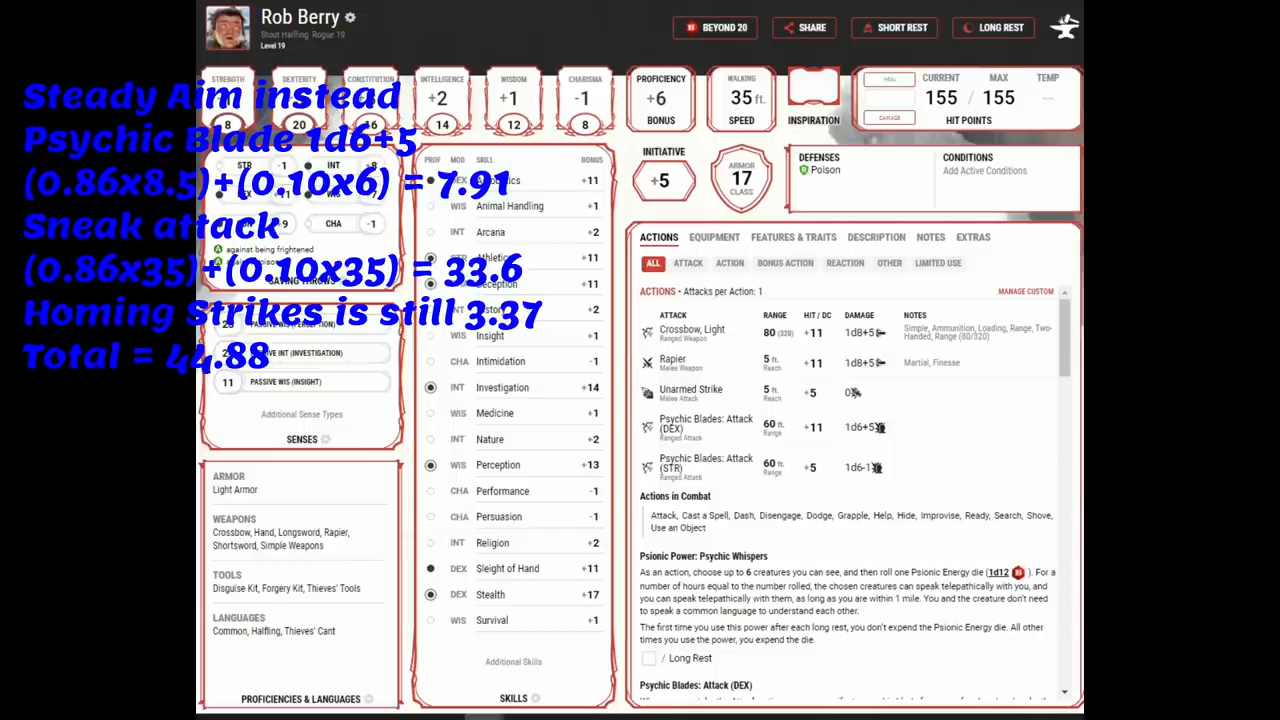 Rob Berry
Stout Halfling Rogue 19
Level 19
BEYOND 20
SHARE
SHORT REST
LONG REST
STRENGTH
8
DEXTERITY
20
CONSTITUTION
16
INTELLIGENCE
+2
14
WISDOM
+1
12
CHARISMA
-1
8
PROFICIENCY
+6
BONUS
WALKING
35 ft.
SPEED
INSPIRATION
HEAL
DAMAGE
CURRENT
155
/
MAX
155
TEMP
--
HIT POINTS
Steady Aim instead
Psychic Blade 1d6+5
(0.86x8.5)+(0.10x6) = 7.91
Sneak attack
(0.86x35)+(0.10x35) = 33.6
Homing Strikes is still 3.37
Total = 44.88
INITIATIVE
+5
ARMOR
17
CLASS
DEFENSES
Poison
CONDITIONS
Add Active Conditions
STR -1
INT
CHA -1
against being frightened
SAVING THROWS
PASSIVE WIS (PERCEPTION)
PASSIVE INT (INVESTIGATION)
11 PASSIVE WIS (INSIGHT)
Additional Sense Types
SENSES
ARMOR
Light Armor
WEAPONS
Crossbow, Hand, Longsword, Rapier,
Shortsword, Simple Weapons
TOOLS
Disguise Kit, Forgery Kit, Thieves' Tools
LANGUAGES
Common, Halfling, Thieves' Cant
PROFICIENCIES & LANGUAGES
PROF MOD SKILL BONUS
+11
WIS Animal Handling +1
INT Arcana +2
Athletics +11
Deception +11
+2
WIS Insight +1
CHA Intimidation -1
INT Investigation +14
WIS Medicine +1
INT Nature +2
WIS Perception +13
CHA Performance -1
CHA Persuasion -1
INT Religion +2
DEX Sleight of Hand +11
DEX Stealth +17
WIS Survival +1
Additional Skills
SKILLS
ACTIONS EQUIPMENT FEATURES & TRAITS DESCRIPTION NOTES EXTRAS
ALL ATTACK ACTION BONUS ACTION REACTION OTHER LIMITED USE
ACTIONS • Attacks per Action: 1
MANAGE CUSTOM
ATTACK RANGE HIT / DC DAMAGE NOTES
Crossbow, Light
Ranged Weapon
80 (320) +11 1d8+5
Simple, Ammunition, Loading, Range, Two-
Handed, Range (80/320)
Rapier
Melee Weapon
5 ft.
Reach
+11 1d8+5
Martial, Finesse
Unarmed Strike
Melee Attack
5 ft.
Reach
+5 0
Psychic Blades: Attack
(DEX)
Ranged Attack
60 ft.
Range
+11 1d6+5
Psychic Blades: Attack
(STR)
Ranged Attack
60 ft.
Range
+5 1d6-1
Actions in Combat
Attack, Cast a Spell, Dash, Disengage, Dodge, Grapple, Help, Hide, Improvise, Ready, Search, Shove,
Use an Object
Psionic Power: Psychic Whispers
As an action, choose up to 6 creatures you can see, and then roll one Psionic Energy die (1d12 ). For a
number of hours equal to the number rolled, the chosen creatures can speak telepathically with you, and
you can speak telepathically with them, as long as you are within 1 mile. You and the creature don't need
to speak a common language to understand each other.
The first time you use this power after each long rest, you don't expend the Psionic Energy die. All other
times you use the power, you expend the die.
/ Long Rest
Psychic Blades: Attack (DEX)